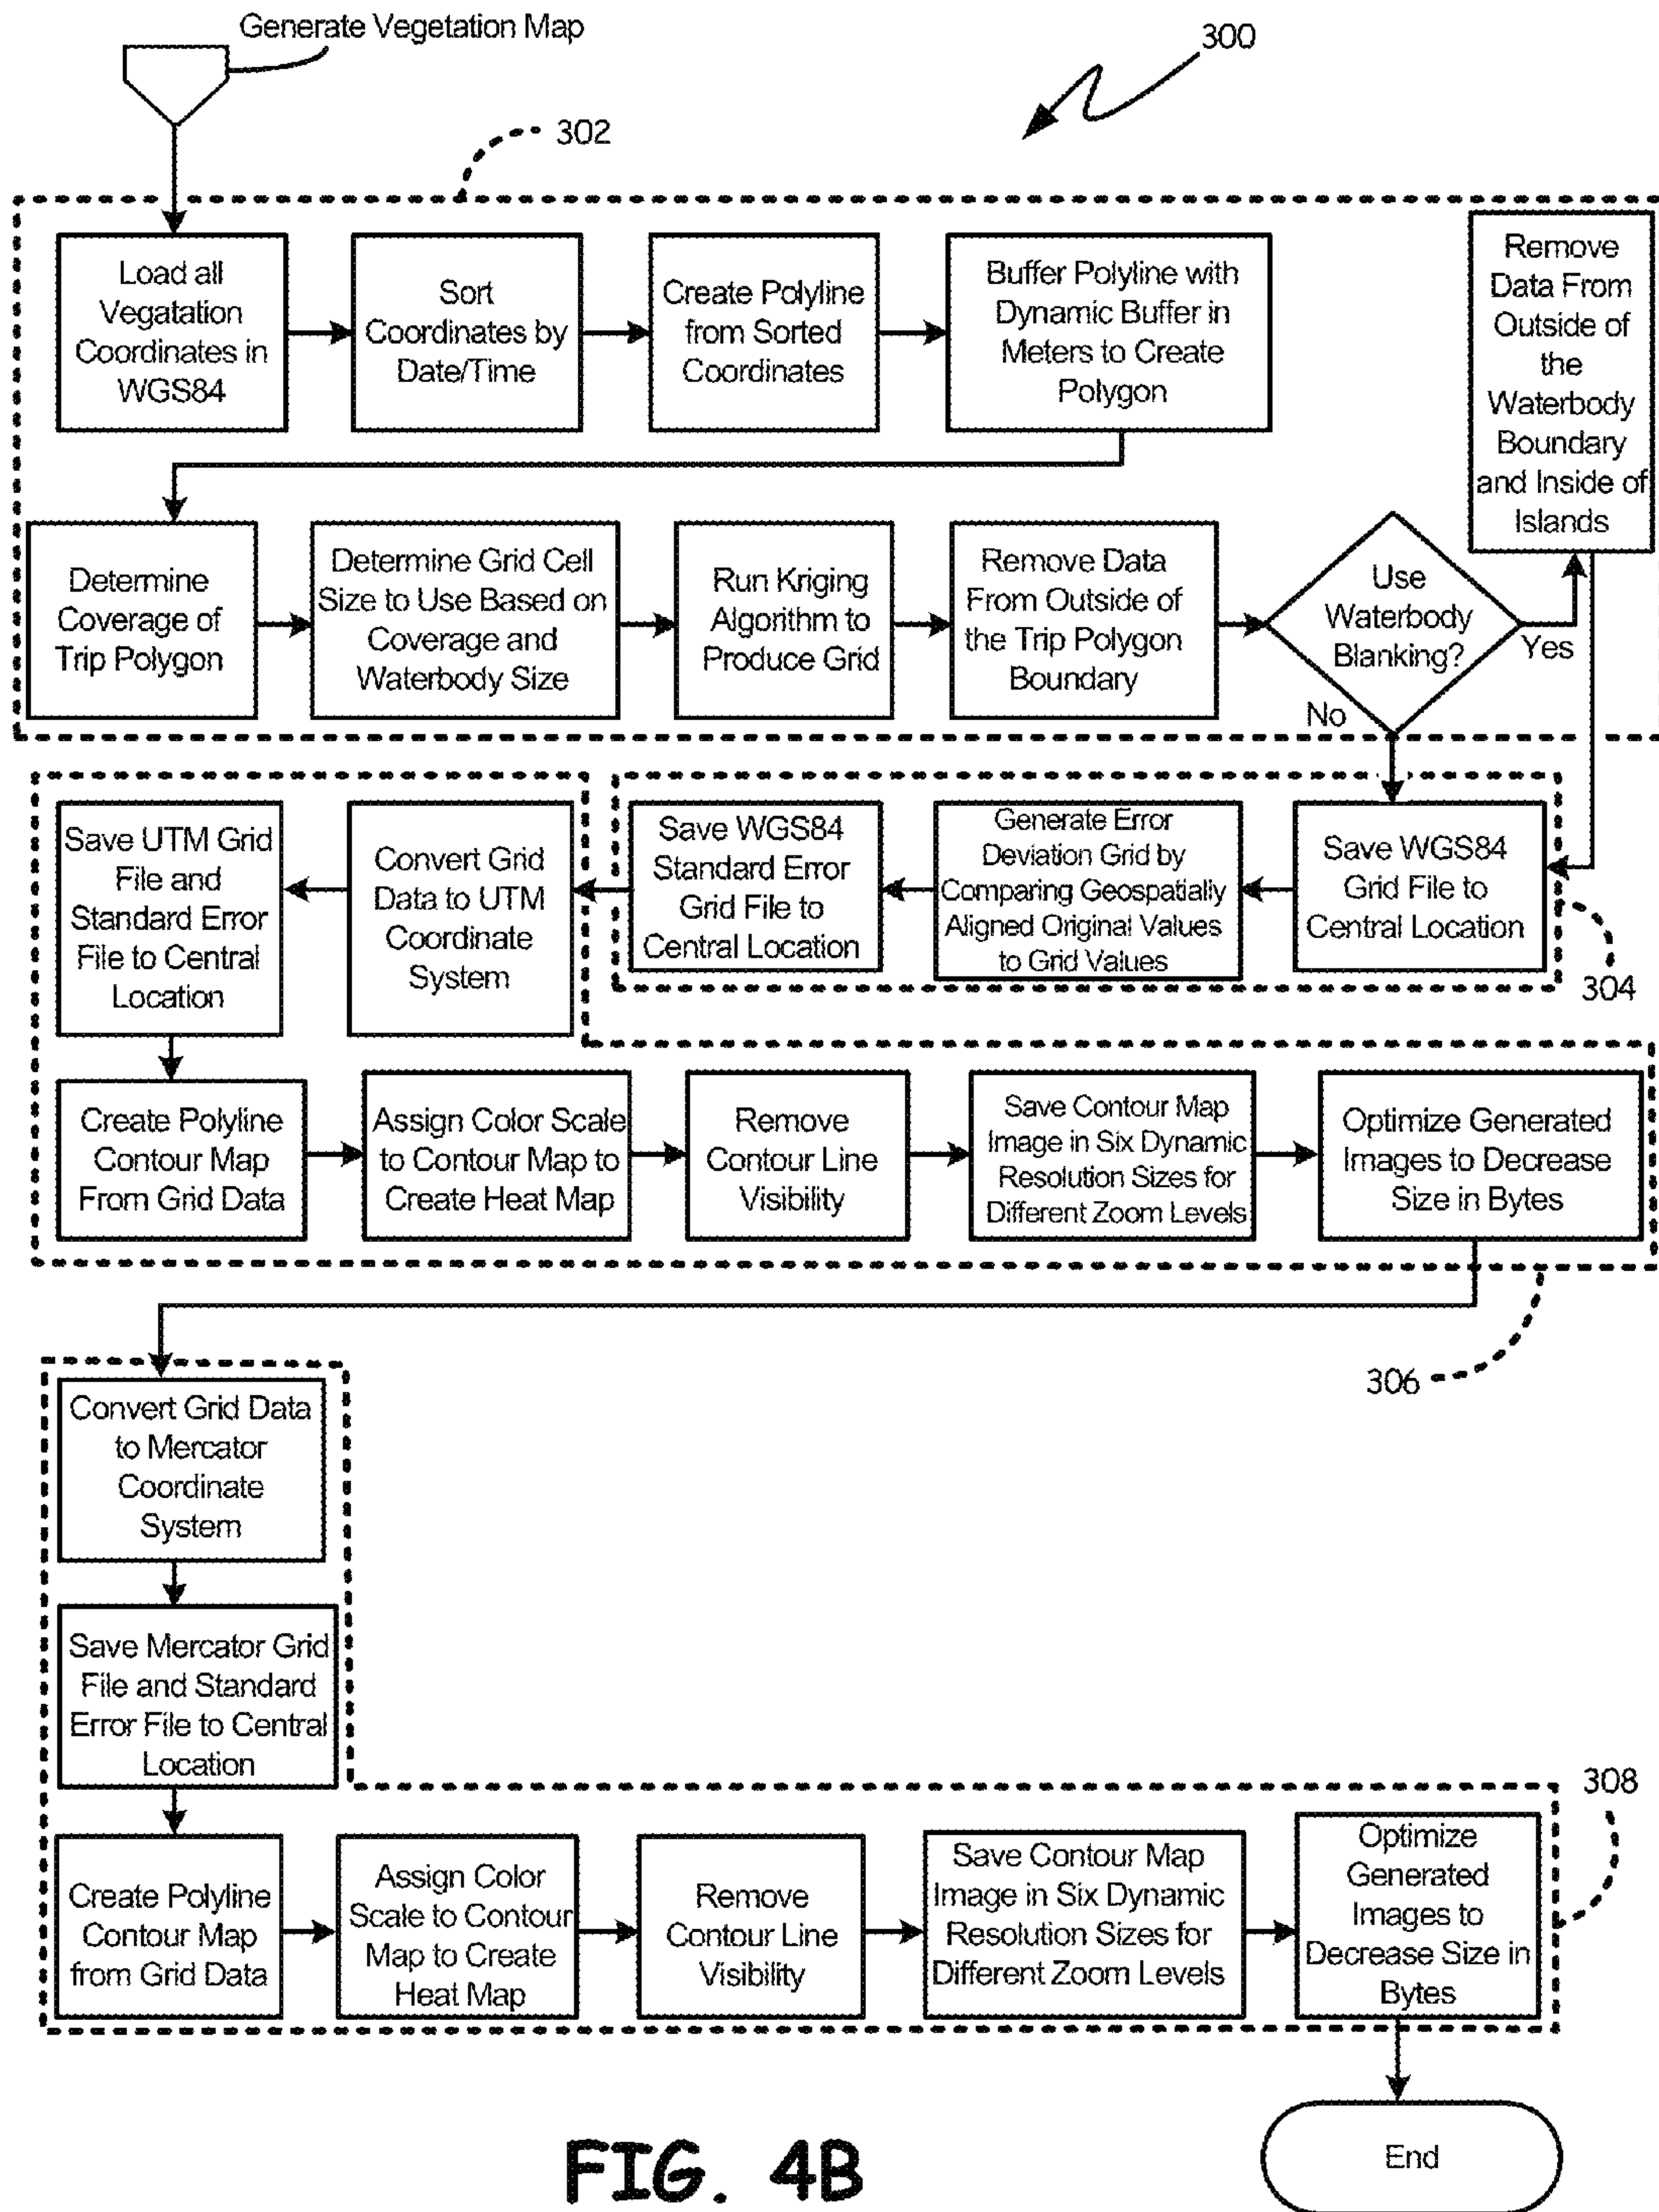 Generate Vegetation Map
300
302
Load all
Vegatation
Coordinates in
WGS84
Sort
Coordinates by
Date/Time
Create Polyline
from Sorted
Coordinates
Buffer Polyline with
Dynamic Buffer in
Meters to Create
Polygon
Remove
Data From
Outside of
the
Waterbody
Boundary
and Inside of
Islands
Determine
Coverage of
Trip Polygon
Determine Grid Cell
Size to Use Based on
Coverage and
Waterbody Size
Run Kriging
Algorithm to
Produce Grid
Remove Data
From Outside of
the Trip Polygon
Boundary
Use
Waterbody
Blanking?
Yes
No
Save WGS84
Grid File to
Central Location
Generate Error
Deviation Grid by
Comparing Geospatially
Aligned Original Values
to Grid Values
Save WGS84
Standard Error
Grid File to
Central Location
304
Convert Grid
Data to UTM
Coordinate
System
Save UTM Grid
File and
Standard Error
File to Central
Location
Create Polyline
Contour Map
From Grid Data
Assign Color Scale
to Contour Map to
Create Heat Map
Remove
Contour Line
Visibility
Save Contour Map
Image in Six Dynamic
Resolution Sizes for
Different Zoom Levels
Optimize Generated
Images to Decrease
Size in Bytes
306
Convert Grid Data
to Mercator
Coordinate
System
Save Mercator Grid
File and Standard
Error File to Central
Location
Create Polyline
Contour Map
from Grid Data
Assign Color
Scale to Contour
Map to Create
Heat Map
Remove
Contour Line
Visibility
Save Contour Map
Image in Six Dynamic
Resolution Sizes for
Different Zoom Levels
Optimize
Generated
Images to
Decrease Size in
Bytes
308
End
FIG. 4B